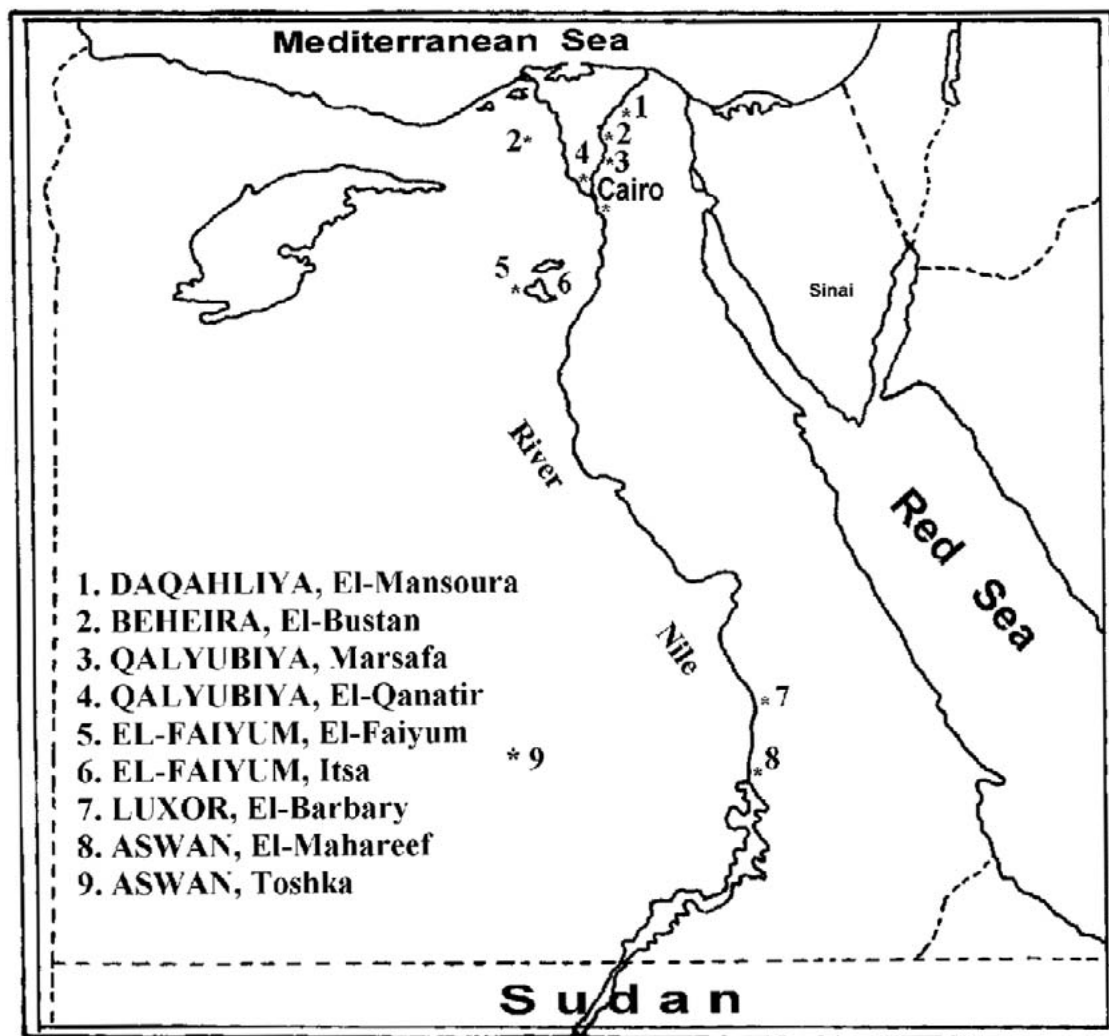 Mediterranean Sea
*1
2* *2
4 *3
*
Cairo
*
5 6
*
Sinai
River
Red Sea
Nile
1. DAQAHLIYA, El-Mansoura
2. BEHEIRA, El-Bustan
3. QALYUBIYA, Marsafa
4. QALYUBIYA, El-Qanatir
5. EL-FAIYUM, El-Faiyum
6. EL-FAIYUM, Itsa
7. LUXOR, El-Barbary
8. ASWAN, El-Mahareef
9. ASWAN, Toshka
*7
*9
8
*
Sudan